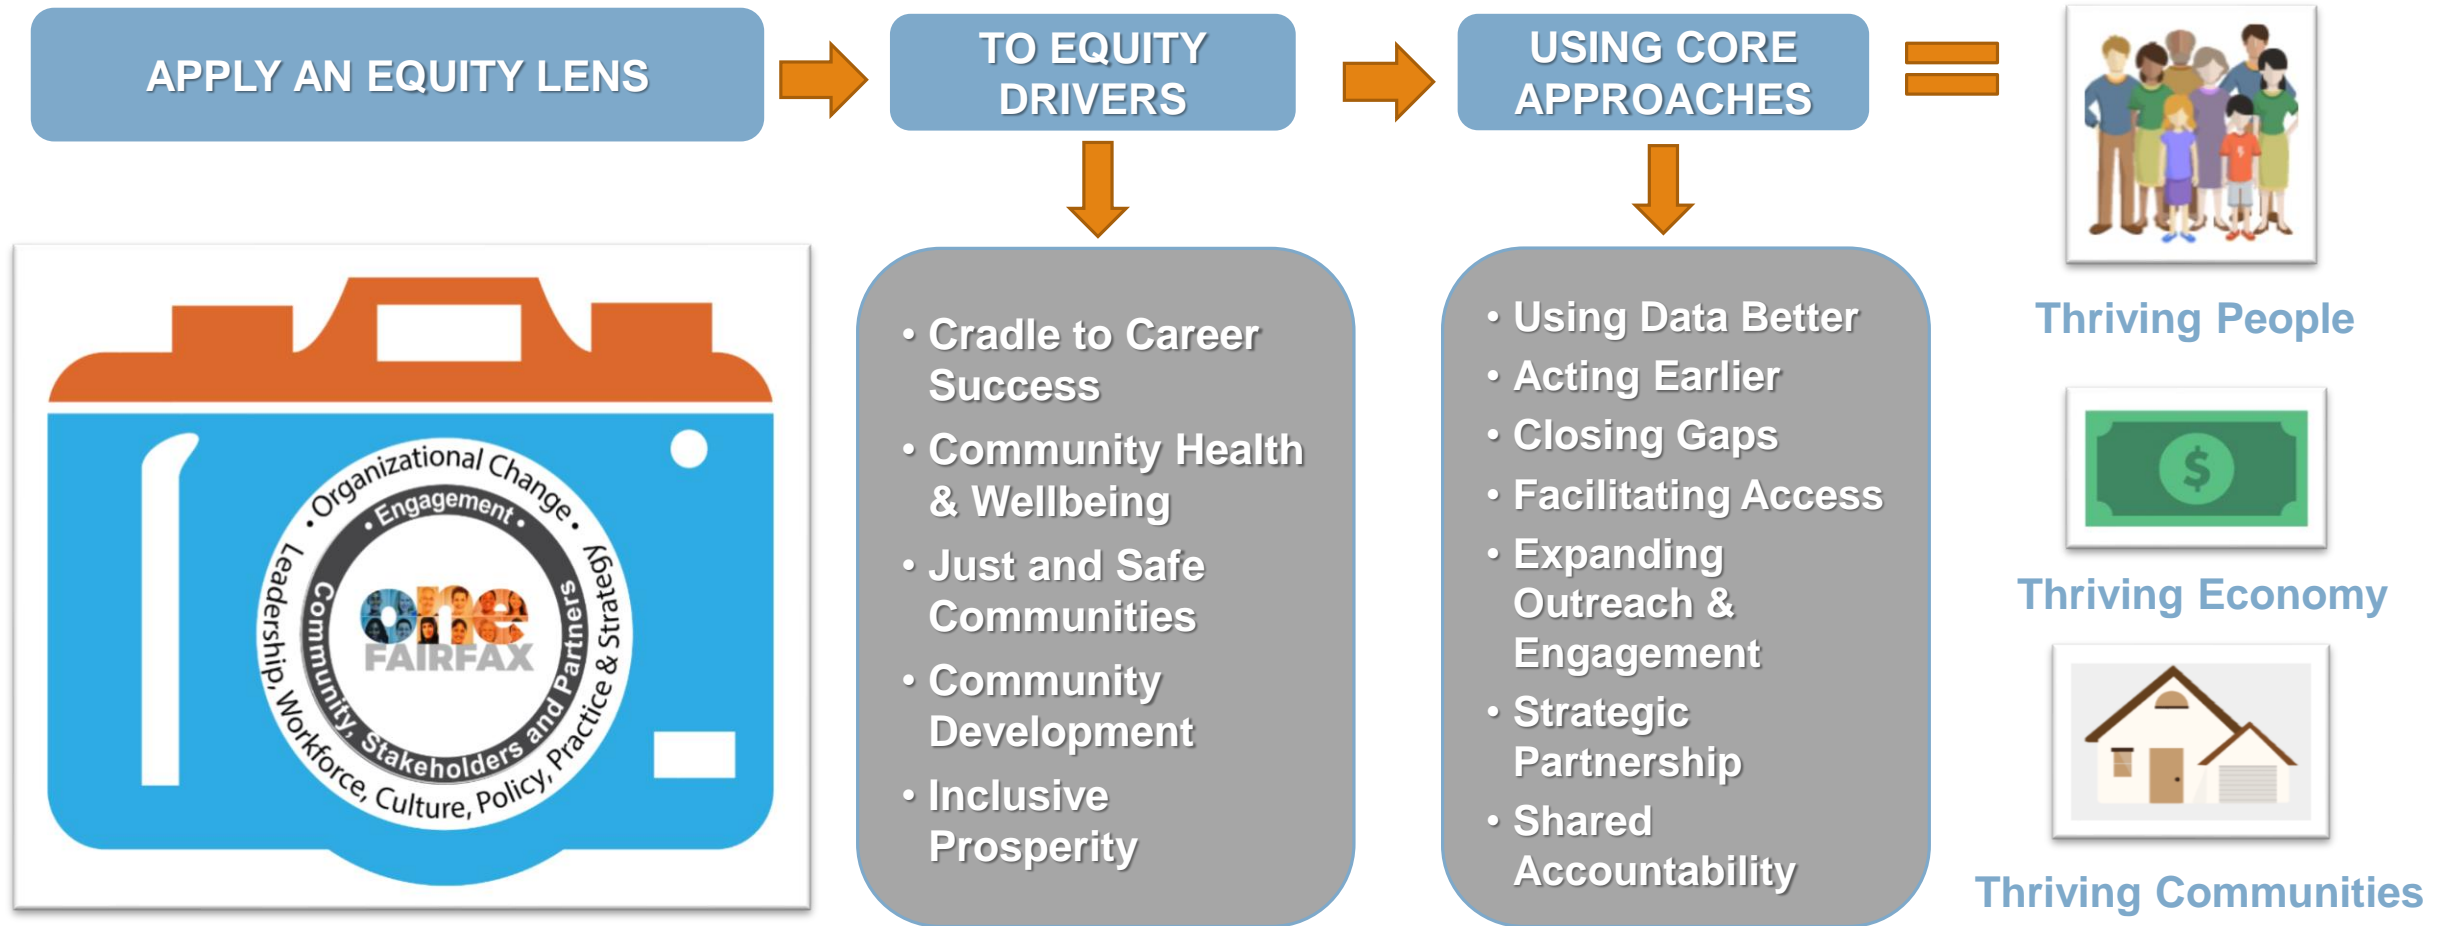 APPLY AN EQUITY LENS
TO EQUITY
DRIVERS
USING CORE
APPROACHES
• Organizational Change •
Leadership, Workforce, Culture, Policy, Practice & Strategy
• Engagement •
Community, Stakeholders and Partners
one
FAIRFAX
• Cradle to Career
Success
• Community Health
& Wellbeing
• Just and Safe
Communities
• Community
Development
• Inclusive
Prosperity
• Using Data Better
• Acting Earlier
• Closing Gaps
• Facilitating Access
• Expanding
Outreach &
Engagement
• Strategic
Partnership
• Shared
Accountability
Thriving People
$
Thriving Economy
Thriving Communities